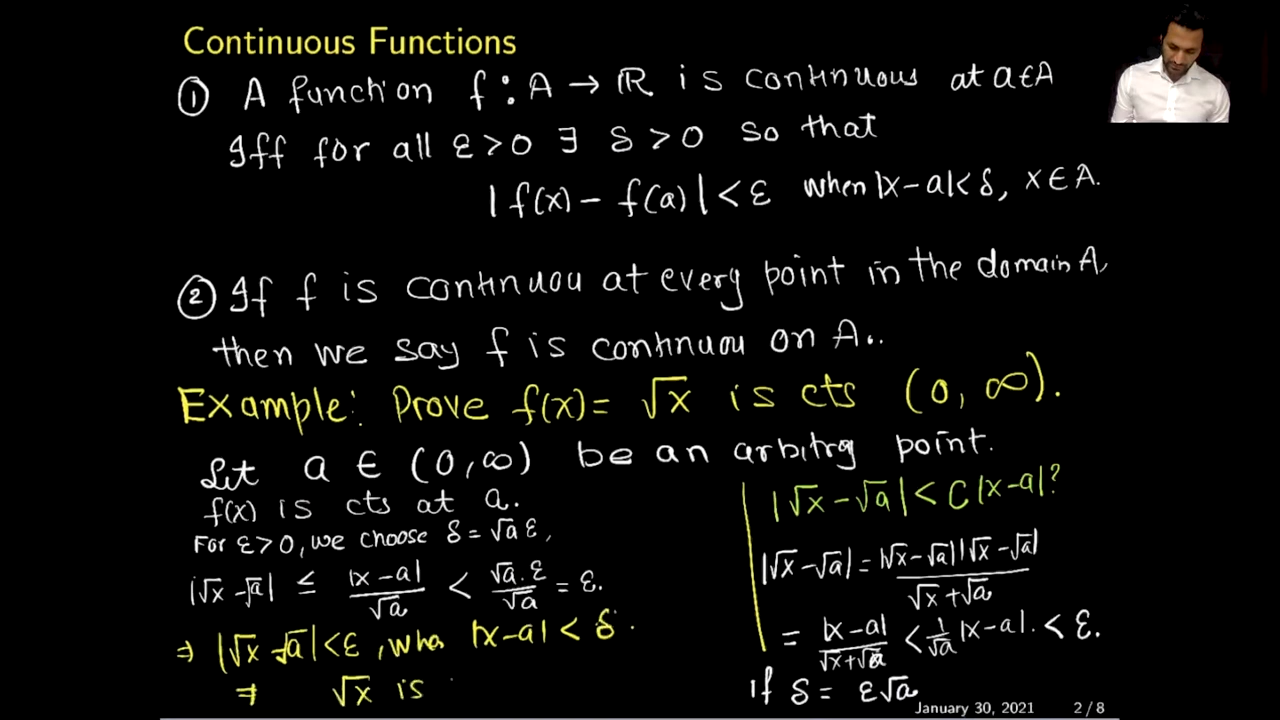 Continuous Functions
① A function f : A → ℝ is continuous at a ∈ A
Iff for all ε > 0 ∃ δ > 0 so that
|f(x) - f(a)| < ε when |x - a| < δ, x ∈ A.
② If f is continuou at every point in the domain A,
then we say f is continuou on A..
Example: Prove f(x) = √x is cts (0, ∞).
Let a ∈ (0, ∞) be an arbitry point.
f(x) is cts at a.
For ε > 0, we choose δ = √a ε,
|√x - √a| ≤ |x - a|/√a < √a . ε/√a = ε.
⇒ |√x - √a| < ε, when |x - a| < δ.
⇒ √x is
|√x - √a| < C |x - a| ?
|√x - √a| = |√x - √a| |√x - √a|/√x + √a
= |x - a|/√x + √a < 1/√a |x - a| . < ε.
if δ = ε√a
January 30, 2021 2 / 8